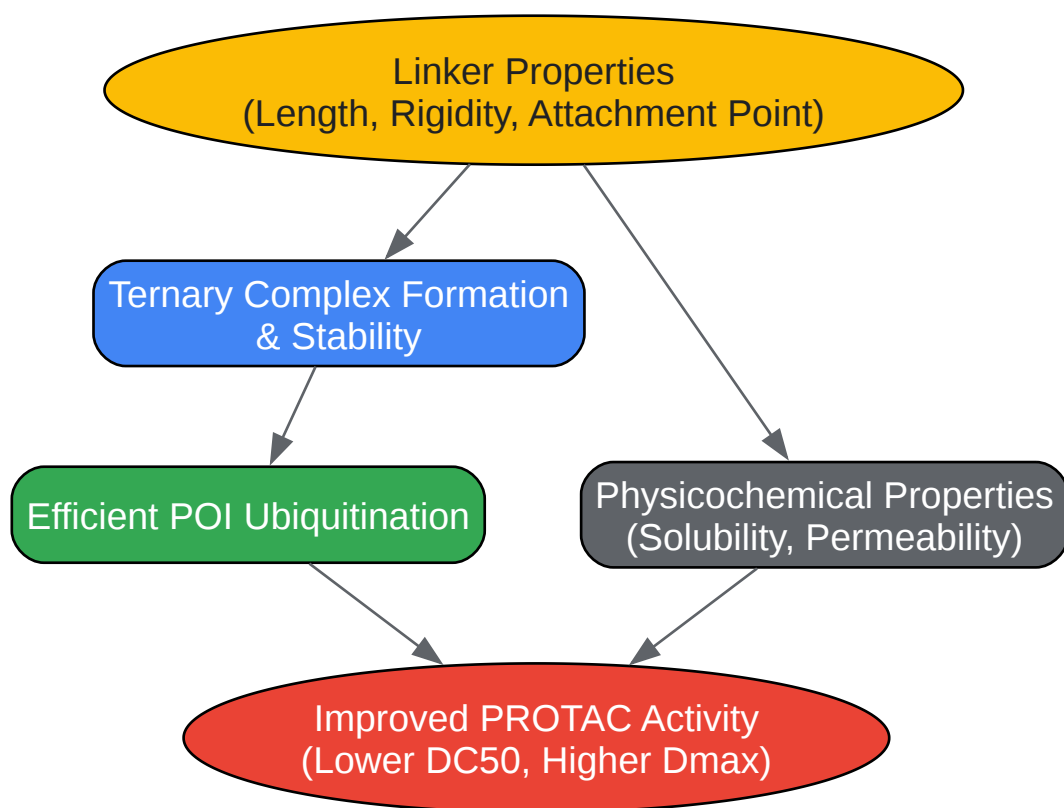 Linker Properties
(Length, Rigidity, Attachment Point)
Ternary Complex Formation
& Stability
Efficient POI Ubiquitination
Physicochemical Properties
(Solubility, Permeability)
Improved PROTAC Activity
(Lower DC50, Higher Dmax)